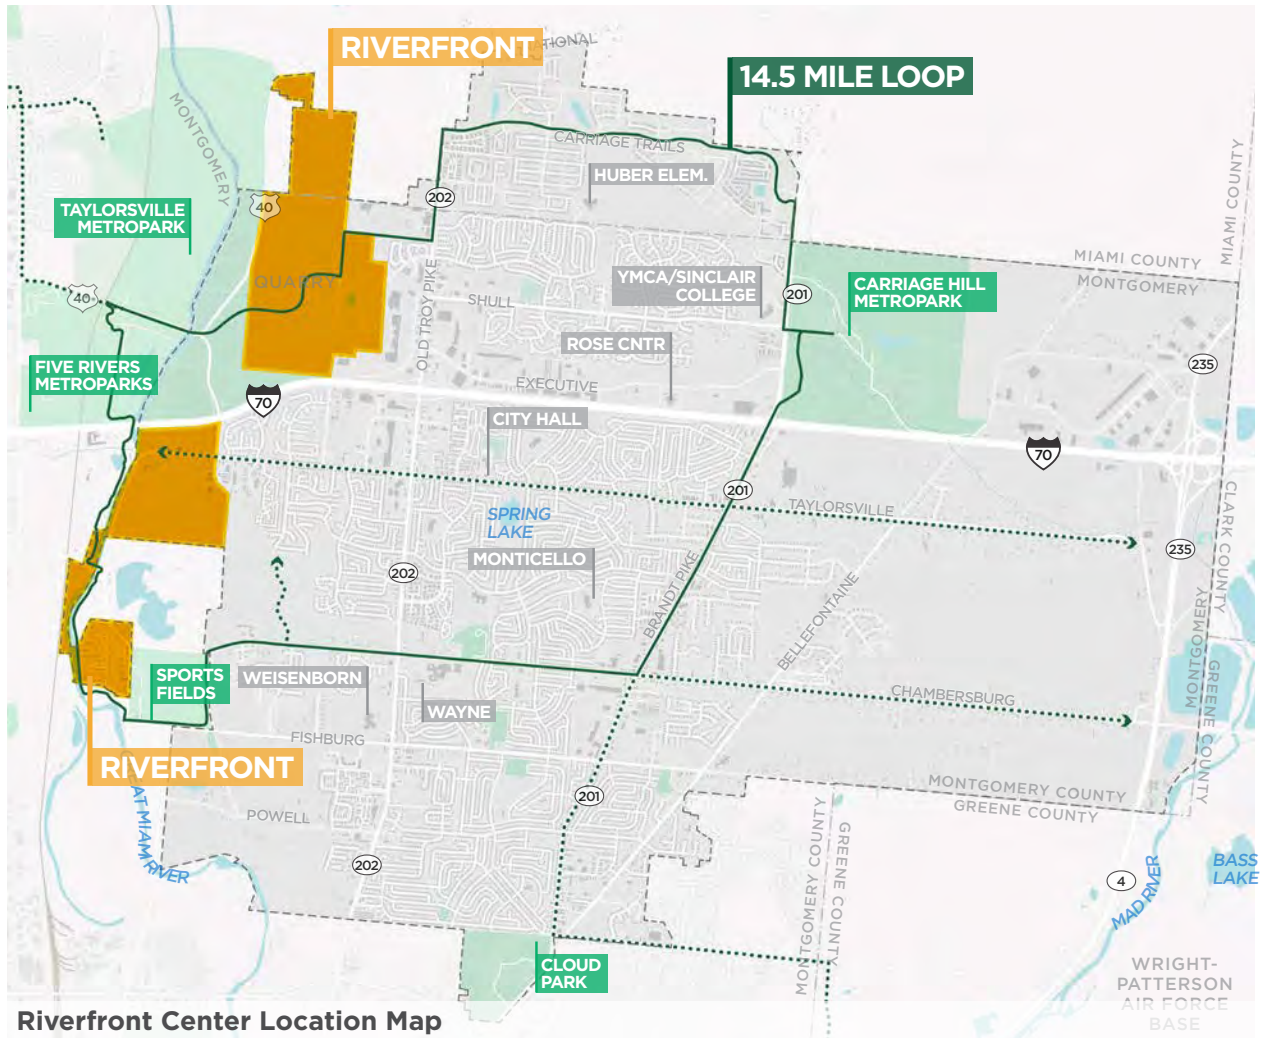 RIVERFRONT
NATIONAL
14.5 MILE LOOP
MONTGOMERY
CARRIAGE TRAILS
HUBER ELEM.
202
40
TAYLORSVILLE
METROPARK
MIAMI COUNTY
MIAMI COUNTY
MONTGOMERY
QUARRY
OLD TROY PIKE
YMCA/SINCLAIR
COLLEGE
201
CARRIAGE HILL
METROPARK
40
SHULL
ROSE CNTR
235
FIVE RIVERS
METROPARKS
EXECUTIVE
70
CITY HALL
70
201
TAYLORSVILLE
SPRING
LAKE
CLARK COUNTY
235
MONTICELLO
202
BRANDT PIKE
BELLEFONTAINE
MONTGOMERY
GREENE COUNTY
SPORTS
FIELDS
WEISENBORN
WAYNE
CHAMBERSBURG
FISHBURG
RIVERFRONT
MONTGOMERY COUNTY
GREENE COUNTY
201
POWELL
GREAT MIAMI RIVER
202
MONTGOMERY COUNTY
GREENE COUNTY
4
MAD RIVER
BASS
LAKE
CLOUD
PARK
WRIGHT-
PATTERSON
AIR FORCE
BASE
Riverfront Center Location Map